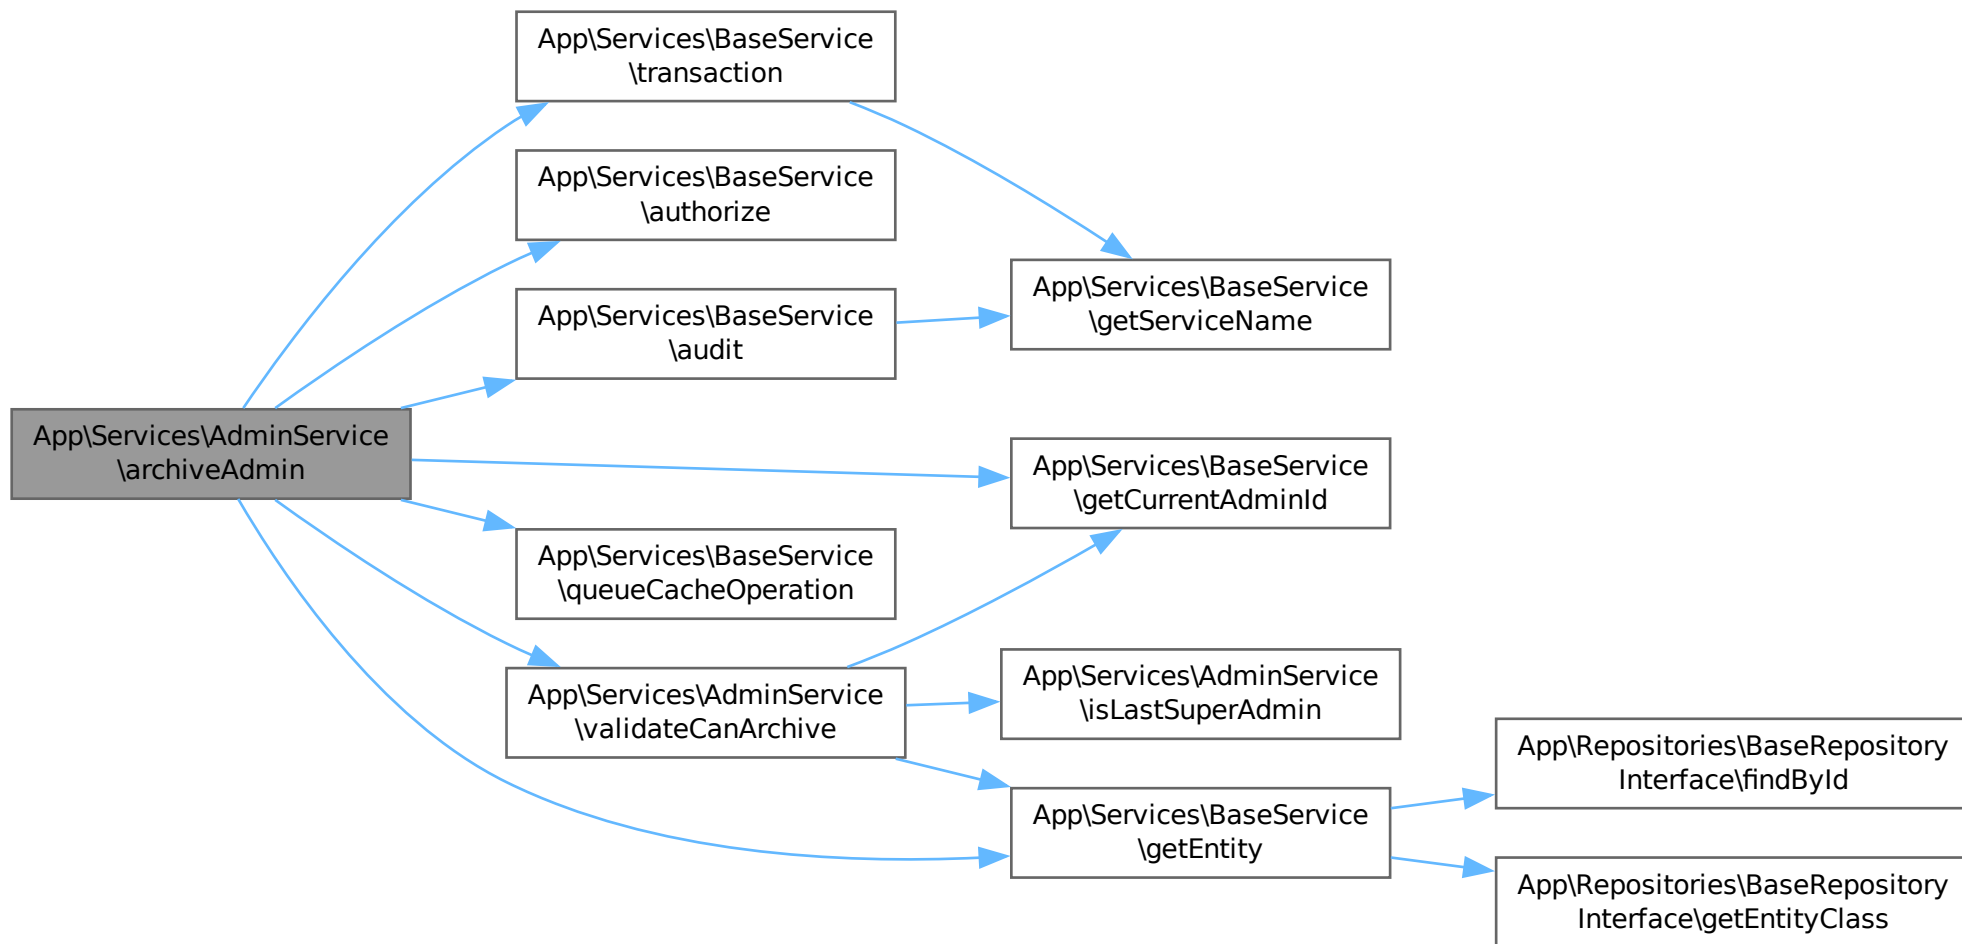 App\Services\BaseService
\transaction
App\Services\BaseService
\authorize
App\Services\BaseService
\audit
App\Services\AdminService
\archiveAdmin
App\Services\BaseService
\queueCacheOperation
App\Services\AdminService
\validateCanArchive
App\Services\BaseService
\getServiceName
App\Services\BaseService
\getCurrentAdminId
App\Services\AdminService
\isLastSuperAdmin
App\Services\BaseService
\getEntity
App\Repositories\BaseRepository
Interface\findById
App\Repositories\BaseRepository
Interface\getEntityClass